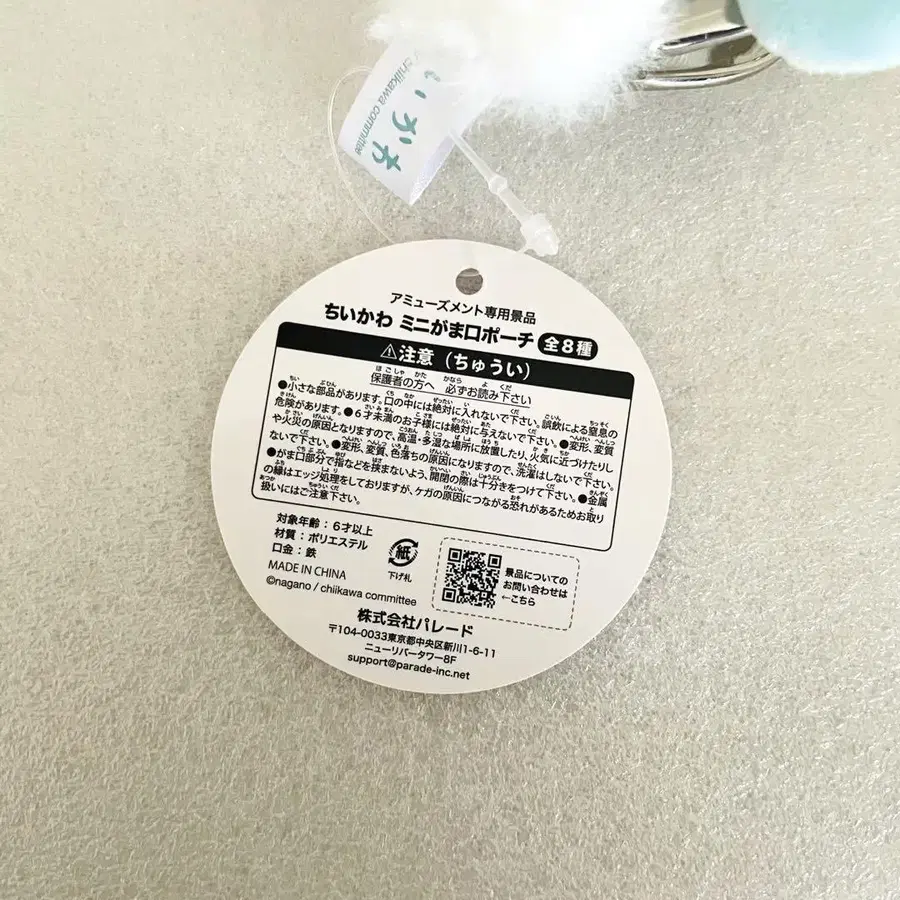 いかわ
chiikawa committee
アミューズメント専用景品
ちいかわ ミニがま口ポーチ 全8種
⚠注意（ちゅうい）
保護者の方へ 必ずお読み下さい
●小さな部品があります。口の中には絶対に入れないで下さい。誤飲による窒息の
危険があります。●6才未満のお子様には絶対に与えないで下さい。●変形、変質
や火災の原因となりますので、高温・多湿な場所に放置したり、火気に近づけたりし
ないで下さい。●変形、変質、色落ちの原因になりますので、洗濯はしないで下さい。
●がま口部分で指などを挟まないよう、開閉の際は十分きをつけて下さい。●金属
の縁はエッジ処理をしておりますが、ケガの原因につながる恐れがあるためお取り
扱いにはご注意下さい。
対象年齢：6才以上
材質：ポリエステル
口金：鉄
MADE IN CHINA
©nagano / chiikawa committee
紙
下げ札
景品についての
お問い合わせは
←こちら
株式会社パレード
〒104-0033東京都中央区新川1-6-11
ニューリバータワー8F
support@parade-inc.net